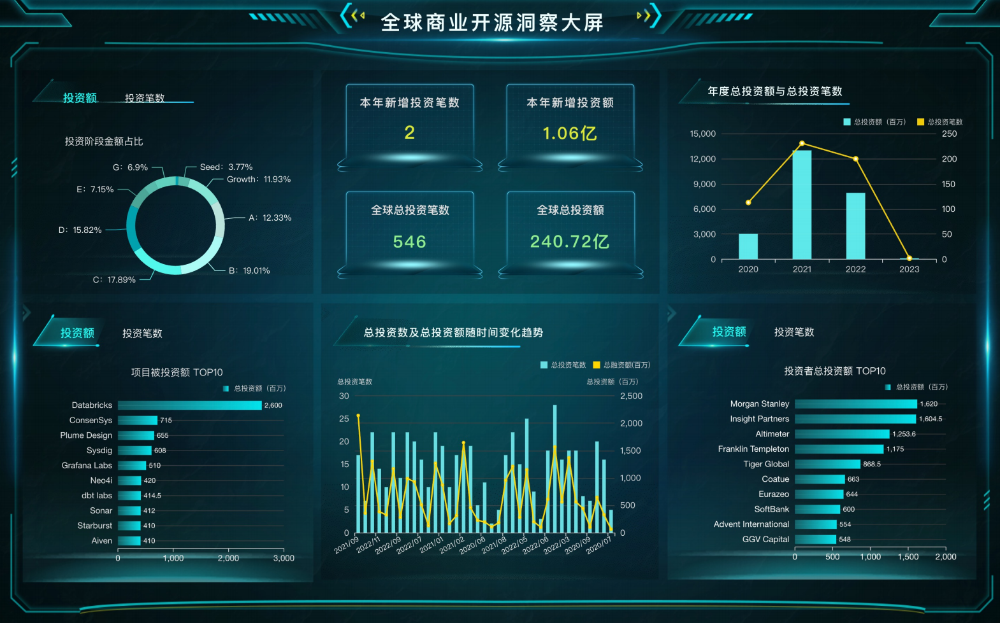 全球商业开源洞察大屏
投资额
投资笔数
投资阶段金额占比
G: 6.9%
Seed: 3.77%
Growth: 11.93%
E: 7.15%
A: 12.33%
D: 15.82%
B: 19.01%
C: 17.89%
本年新增投资笔数
2
本年新增投资额
1.06亿
全球总投资笔数
546
全球总投资额
240.72亿
年度总投资额与总投资笔数
总投资额（百万）
总投资笔数
15,000
12,000
9,000
6,000
3,000
0
250
200
150
100
50
0
2020
2021
2022
2023
投资额
投资笔数
项目被投资额 TOP10
总投资额（百万）
Databricks 2,600
ConsenSys 715
Plume Design 655
Sysdig 608
Grafana Labs 510
Neo4i 420
dbt labs 414.5
Sonar 412
Starburst 410
Aiven 410
0 1,000 2,000 3,000
总投资数及总投资额随时间变化趋势
总投资笔数
总融资额(百万)
总投资笔数
总投资额（百万）
30
25
20
15
10
5
0
2,500
2,000
1,500
1,000
500
0
2021/09
2022/11
2022/09
2022/07
2021/01
2021/02
2020/06
2021/08
2022/05
2022/06
2022/03
2020/09
2020/07
投资额
投资笔数
投资者总投资额 TOP10
总投资额（百万）
Morgan Stanley 1,620
Insight Partners 1,604.5
Altimeter 1,253.6
Franklin Templeton 1,175
Tiger Global 868.5
Coatue 663
Eurazeo 644
SoftBank 600
Advent International 554
GGV Capital 548
0 500 1,000 1,500 2,000